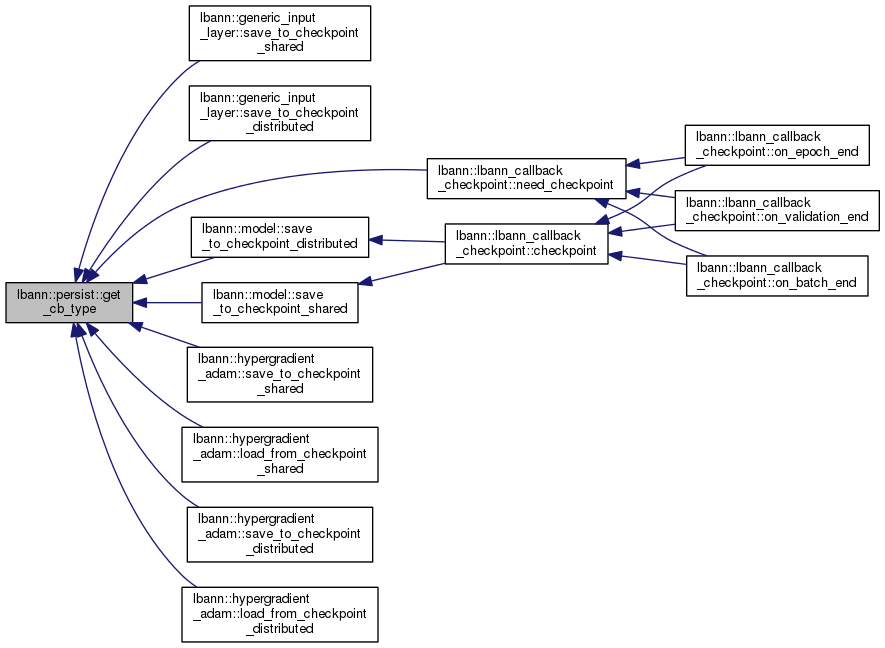 lbann::generic_input
_layer::save_to_checkpoint
_shared
lbann::generic_input
_layer::save_to_checkpoint
_distributed
lbann::lbann_callback
_checkpoint::on_epoch_end
lbann::lbann_callback
_checkpoint::need_checkpoint
lbann::lbann_callback
_checkpoint::on_validation_end
lbann::model::save
_to_checkpoint_distributed
lbann::lbann_callback
_checkpoint::checkpoint
lbann::lbann_callback
_checkpoint::on_batch_end
lbann::persist::get
_cb_type
lbann::model::save
_to_checkpoint_shared
lbann::hypergradient
_adam::save_to_checkpoint
_shared
lbann::hypergradient
_adam::load_from_checkpoint
_shared
lbann::hypergradient
_adam::save_to_checkpoint
_distributed
lbann::hypergradient
_adam::load_from_checkpoint
_distributed